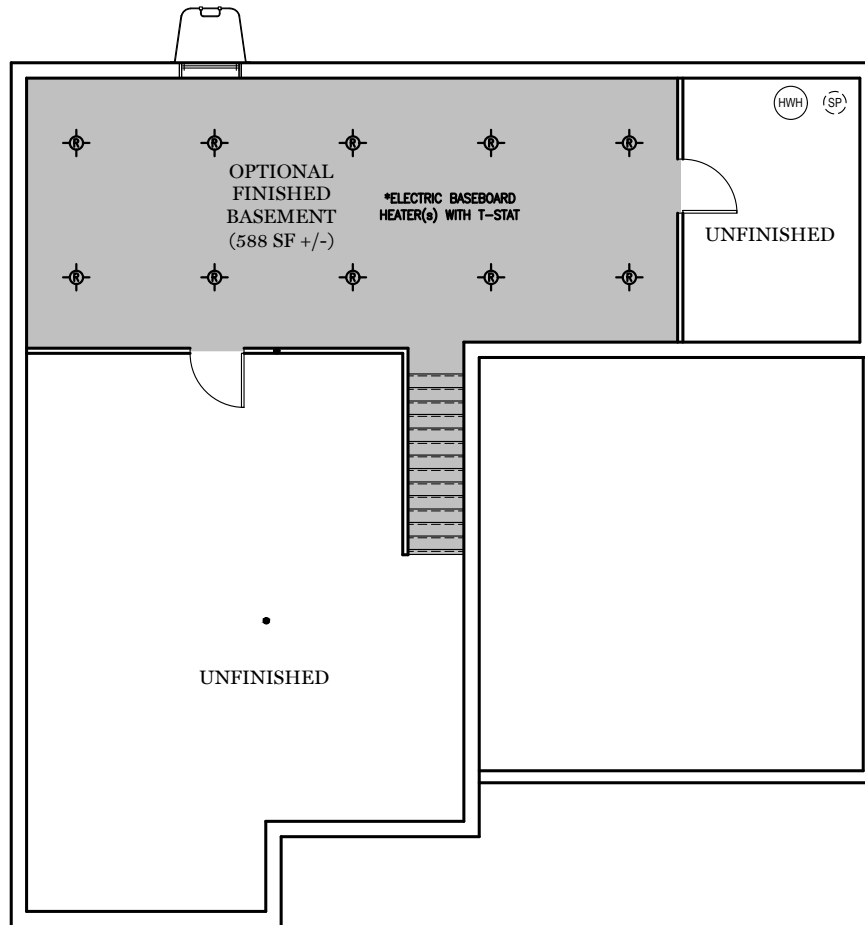 HWH
SP
R
R
R
R
R
OPTIONAL
FINISHED
BASEMENT
(588 SF +/-)
*ELECTRIC BASEBOARD
HEATER(s) WITH T-STAT
UNFINISHED
R
R
R
R
R
UNFINISHED